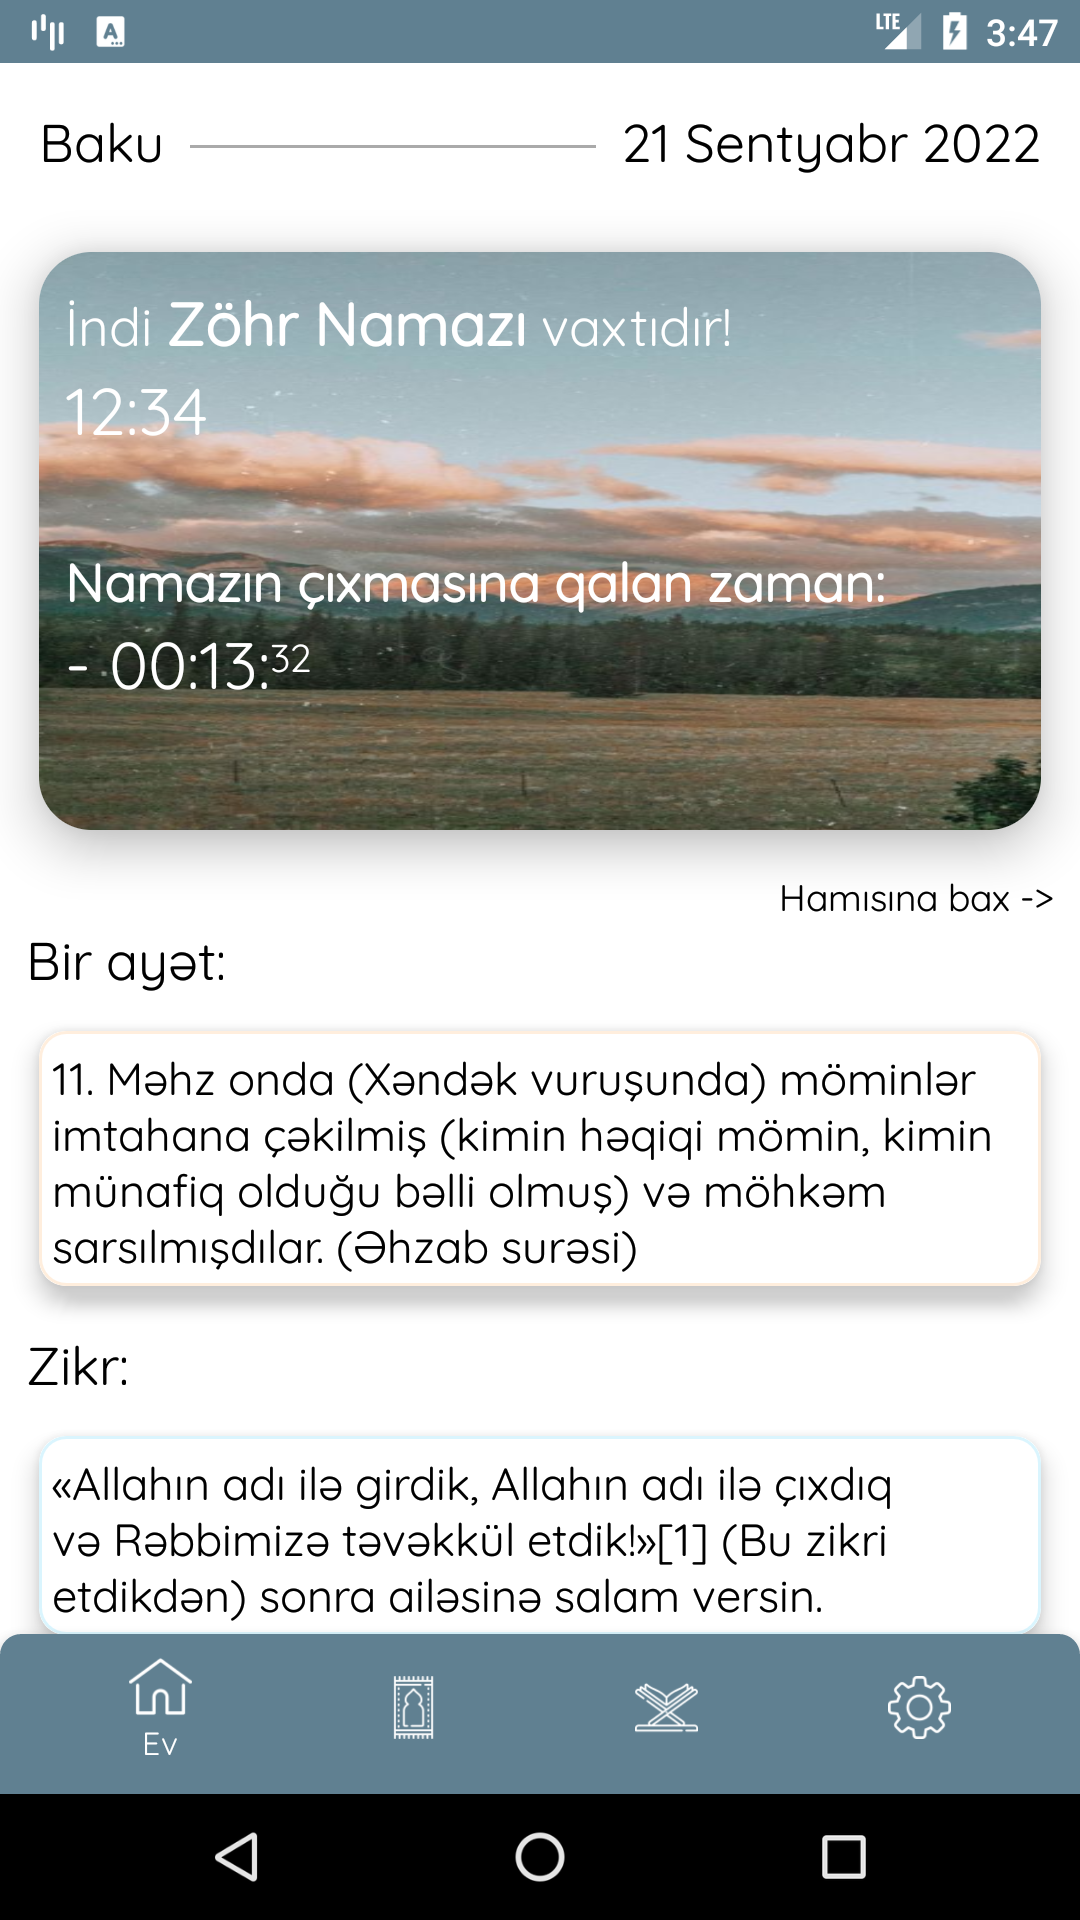 LTE 3:47
Baku 21 Sentyabr 2022
İndi Zöhr Namazı vaxtıdır!
12:34
Namazın çıxmasına qalan zaman:
- 00:13:32
Hamısına bax ->
Bir ayət:
11. Məhz onda (Xəndək vuruşunda) möminlər
imtahana çəkilmiş (kimin həqiqi mömin, kimin
münafiq olduğu bəlli olmuş) və möhkəm
sarsılmışdılar. (Əhzab surəsi)
Zikr:
«Allahın adı ilə girdik, Allahın adı ilə çıxdıq
və Rəbbimizə təvəkkül etdik!»[1] (Bu zikri
etdikdən) sonra ailəsinə salam versin.
Ev